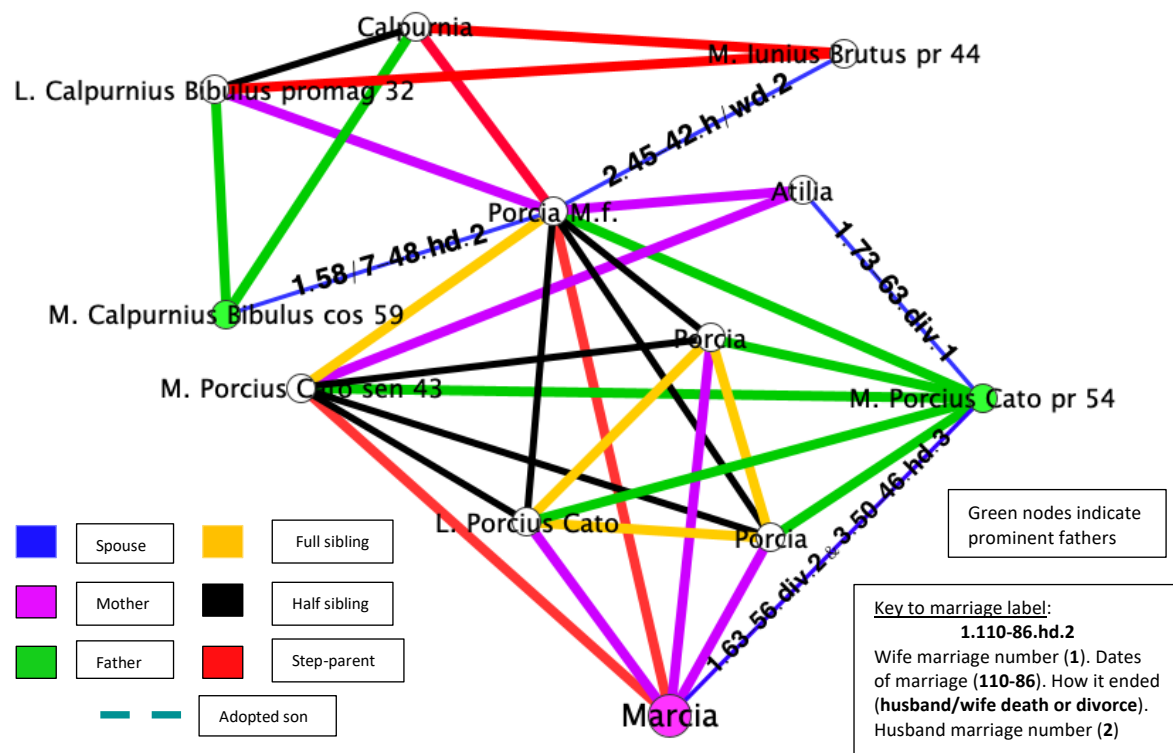 Calpurnia
M. Iunius Brutus pr 44
L. Calpurnius Bibulus promag 32
2.45-42.h/wd.2
Atilia
Porcia M.f.
1.58/7-48.hd.2
1.73-63.div.1
M. Calpurnius Bibulus cos 59
Porcia
M. Porcius Cato sen 43
M. Porcius Cato pr 54
L. Porcius Cato
Porcia
1.63-56.div.2 & 3.50-46.hd.3
Marcia
Green nodes indicate
prominent fathers
Spouse
Full sibling
Mother
Half sibling
Father
Step-parent
Adopted son
Key to marriage label:
1.110-86.hd.2
Wife marriage number (1). Dates
of marriage (110-86). How it ended
(husband/wife death or divorce).
Husband marriage number (2)